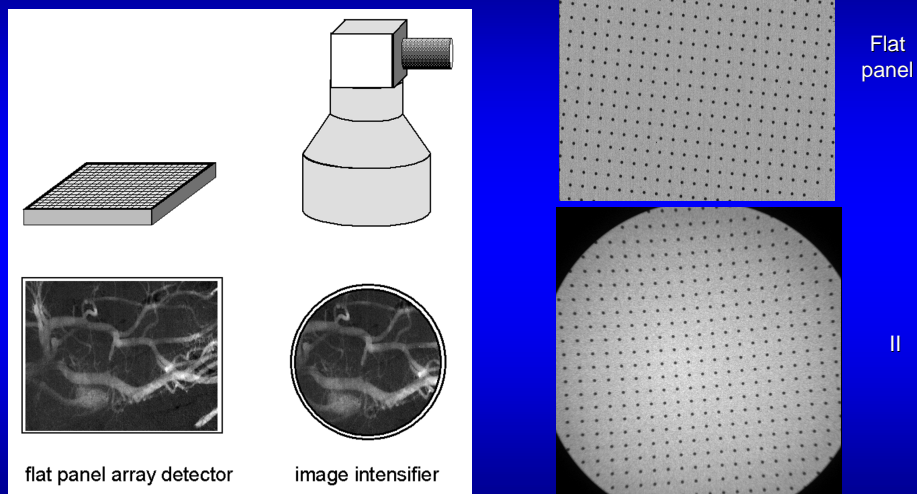 Flat
panel
II
flat panel array detector
image intensifier